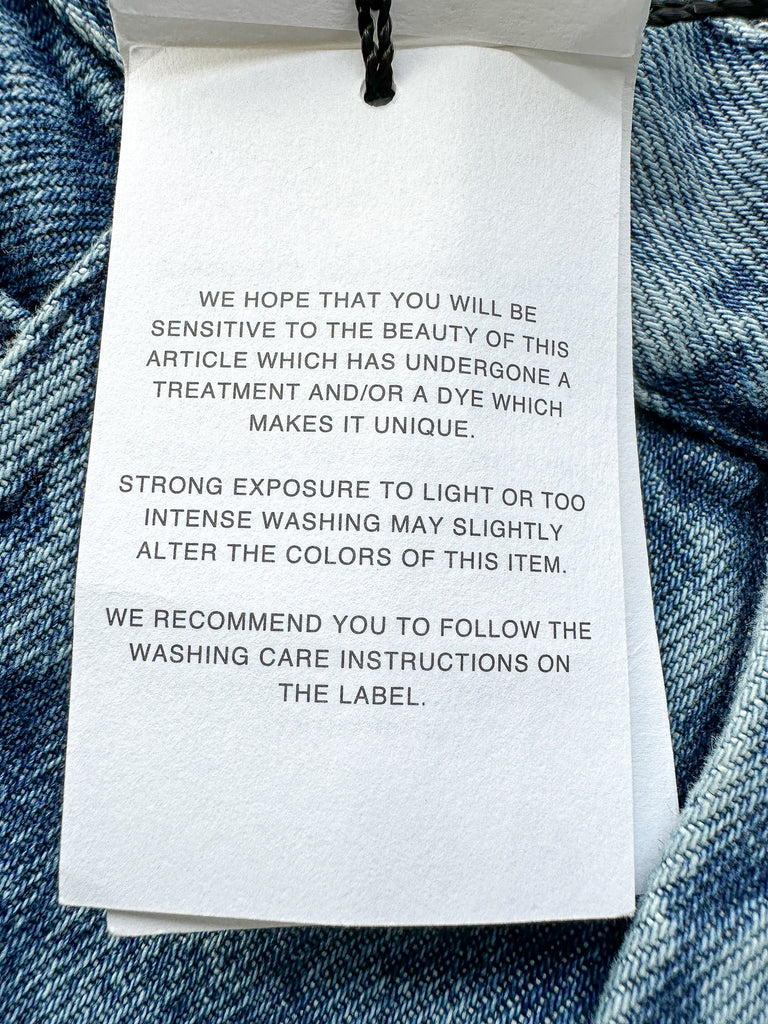 WE HOPE THAT YOU WILL BE
SENSITIVE TO THE BEAUTY OF THIS
ARTICLE WHICH HAS UNDERGONE A
TREATMENT AND/OR A DYE WHICH
MAKES IT UNIQUE.
STRONG EXPOSURE TO LIGHT OR TOO
INTENSE WASHING MAY SLIGHTLY
ALTER THE COLORS OF THIS ITEM.
WE RECOMMEND YOU TO FOLLOW THE
WASHING CARE INSTRUCTIONS ON
THE LABEL.